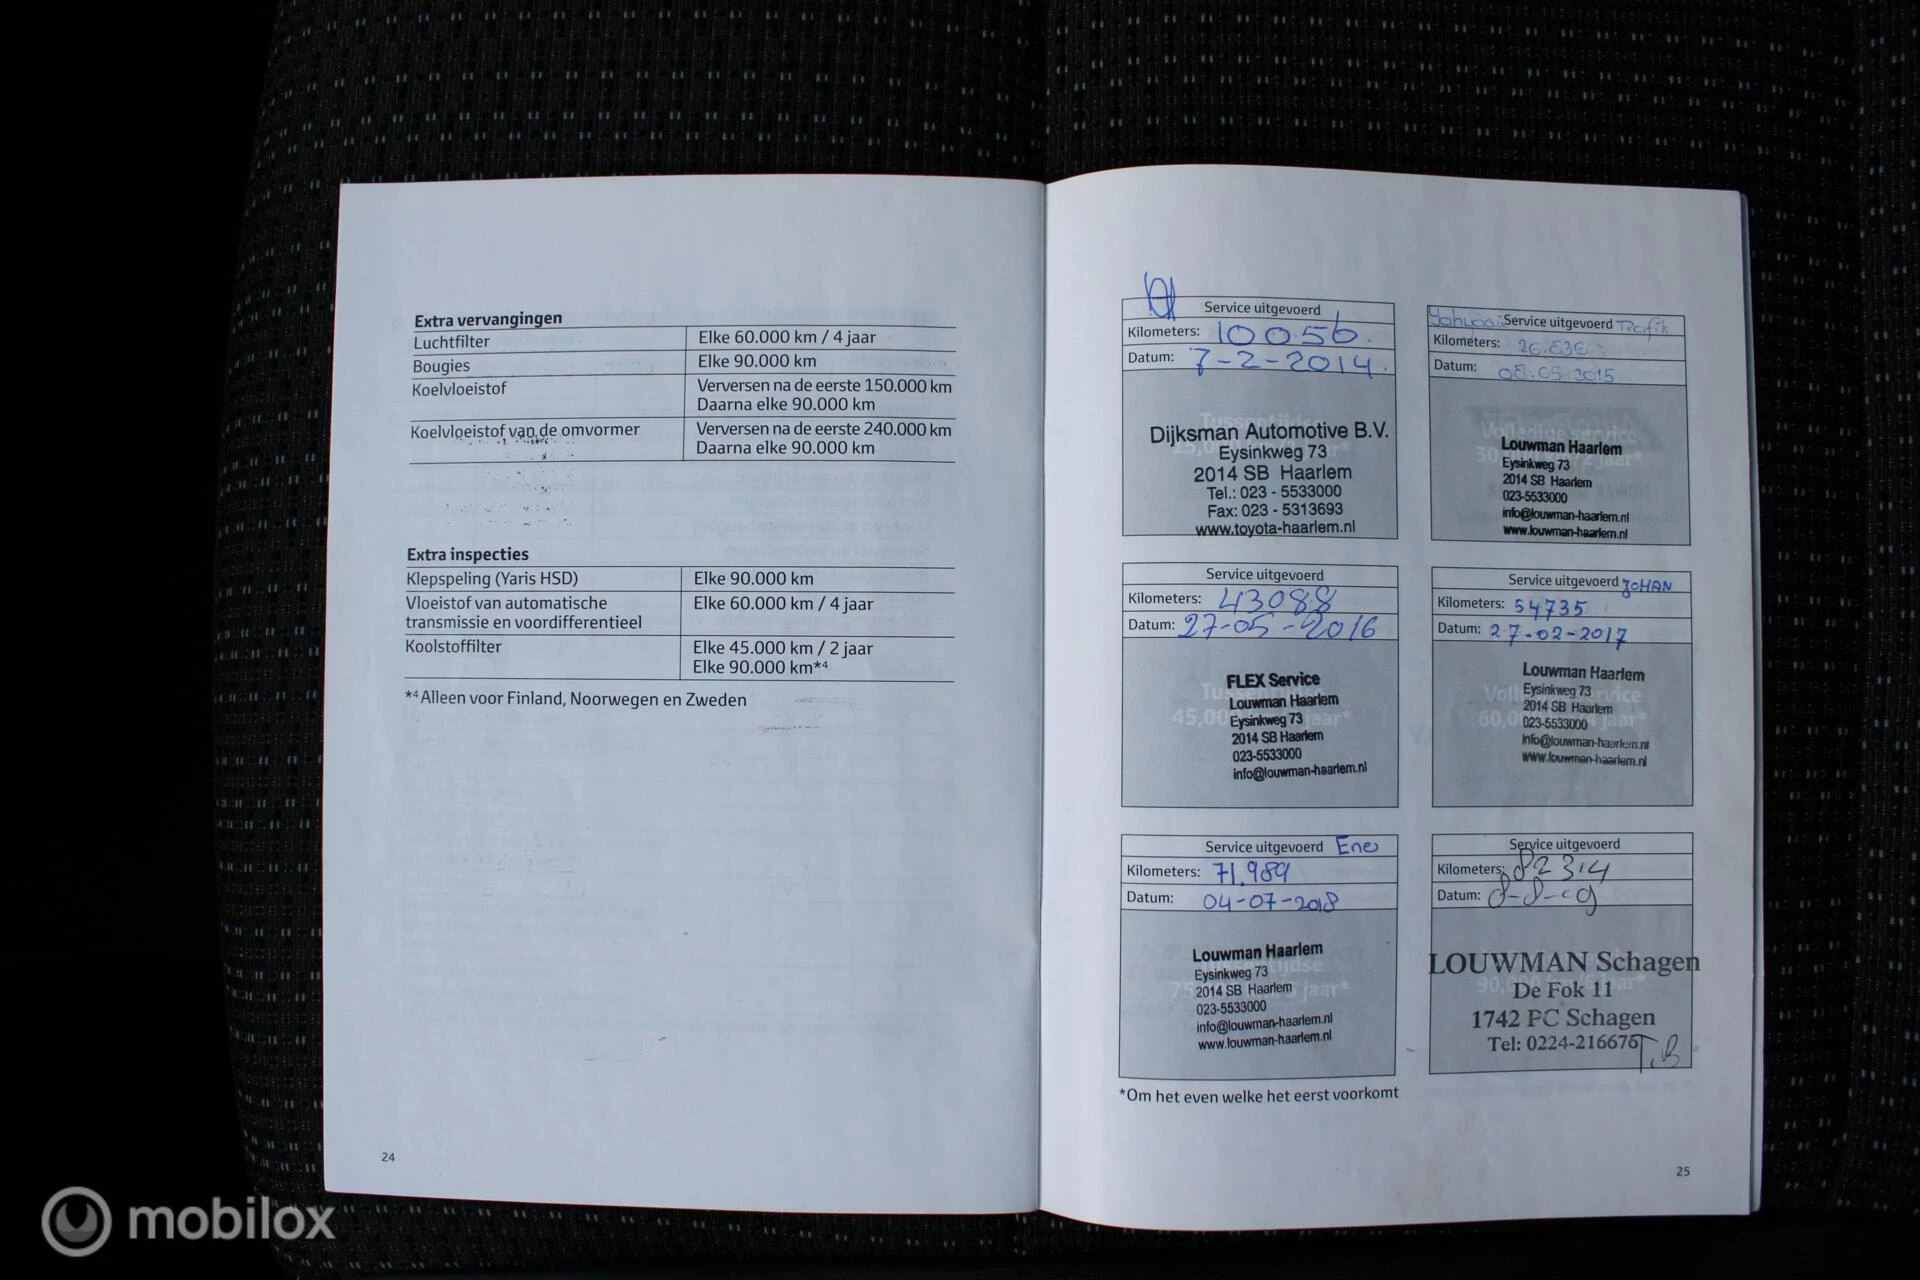 Extra vervangingen
Luchtfilter Elke 60.000 km / 4 jaar
Bougies Elke 90.000 km
Koelvloeistof Verversen na de eerste 150.000 km
Daarna elke 90.000 km
Koelvloeistof van de omvormer Verversen na de eerste 240.000 km
Daarna elke 90.000 km
Extra inspecties
Klepspeling (Yaris HSD) Elke 90.000 km
Vloeistof van automatische Elke 60.000 km / 4 jaar
transmissie en voordifferentieel
Koolstoffilter Elke 45.000 km / 2 jaar
Elke 90.000 km*4
*4 Alleen voor Finland, Noorwegen en Zweden
24
Service uitgevoerd
Kilometers: 10056
Datum: 7-2-2014
Tussentijdse
Dijksman Automotive B.V.
Eysinkweg 73
2014 SB Haarlem
Tel.: 023 - 5533000
Fax: 023 - 5313693
www.toyota-haarlem.nl
Service uitgevoerd
Kilometers: 26.836
Datum: 08.05.2015
Volledige service
Louwman Haarlem
Eysinkweg 73
2014 SB Haarlem
023-5533000
info@louwman-haarlem.nl
www.louwman-haarlem.nl
Service uitgevoerd
Kilometers: 43088
Datum: 27-05-2016
FLEX Service
Louwman Haarlem
Eysinkweg 73
2014 SB Haarlem
023-5533000
info@louwman-haarlem.nl
Service uitgevoerd JOHAN
Kilometers: 54735
Datum: 27-02-2017
Louwman Haarlem
Eysinkweg 73
2014 SB Haarlem
023-5533000
info@louwman-haarlem.nl
www.louwman-haarlem.nl
Service uitgevoerd Enes
Kilometers: 71.989
Datum: 04-07-2018
Louwman Haarlem
Eysinkweg 73
2014 SB Haarlem
023-5533000
info@louwman-haarlem.nl
www.louwman-haarlem.nl
Service uitgevoerd
Kilometers: 82314
Datum:
LOUWMAN Schagen
De Fok 11
1742 PC Schagen
Tel: 0224-216676
T.B
*Om het even welke het eerst voorkomt
25
mobilox